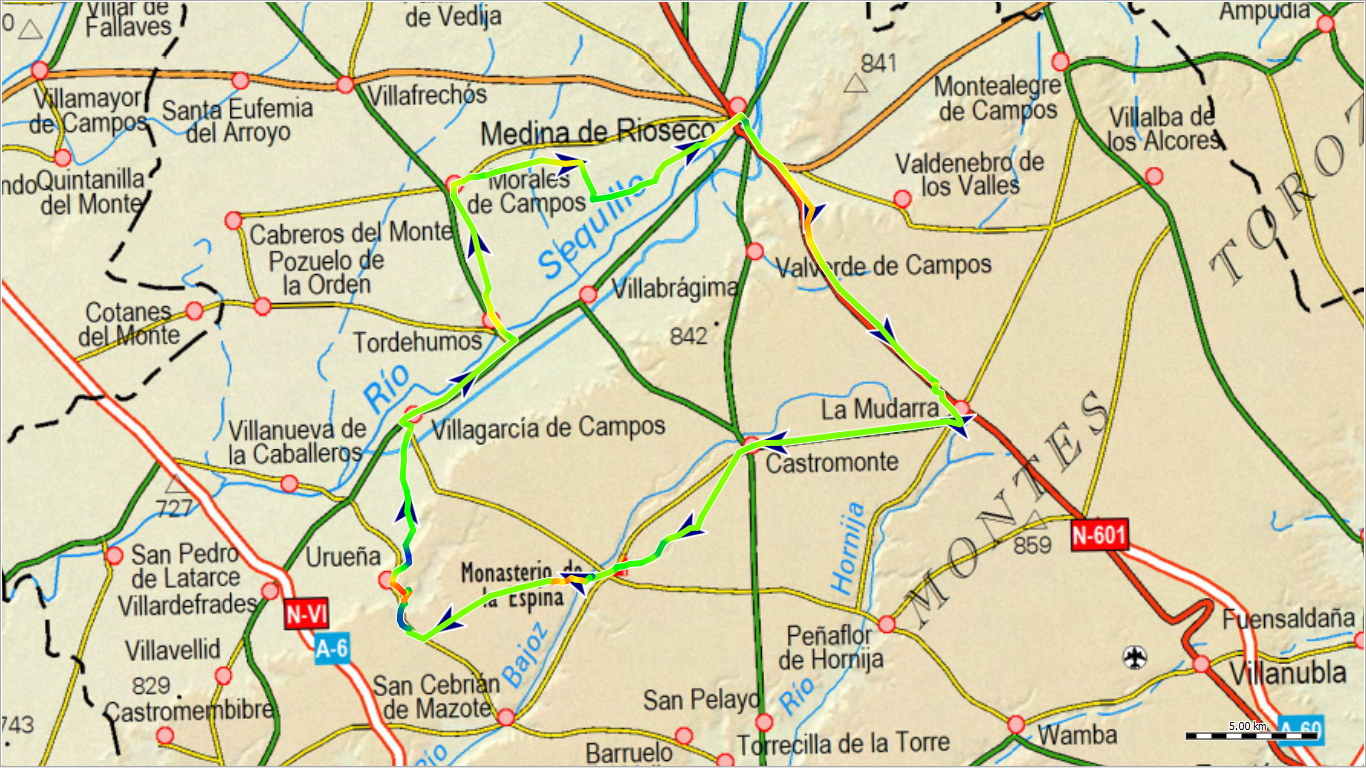 Villar de
Fallaves
de Vedija
Ampudia
0
841
Villamayor
de Campos
Santa Eufemia
del Arroyo
Villafrechós
Montealegre
de Campos
Villalba de
los Alcores
Medina de Rioseco
Valdenebro de
los Valles
ndoQuintanilla
del Monte
Morales
de Campos
TOROZ
Sequillo
Cabreros del Monte
Pozuelo de
la Orden
Valverde de Campos
Villabrágima
Cotanes
del Monte
Tordehumos
842
Río
La Mudarra
Villanueva de
la Caballeros
Villagarcía de Campos
Castromonte
MONTES
727
Hornija
859
N-601
San Pedro
de Latarce
Urueña
Monasterio de
la Espina
Villardefrades
N-VI
A-6
Fuensaldaña
Peñaflor
de Hornija
Villavellid
Bajoz
Villanubla
829
San Cebrián
de Mazote
San Pelayo
Río
743
Castromembibre
Wamba
5.00 km
A-60
Río
Barruelo
Torrecilla de la Torre